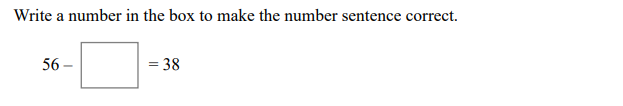 Write a number in the box to make the number sentence correct.
56 – = 38